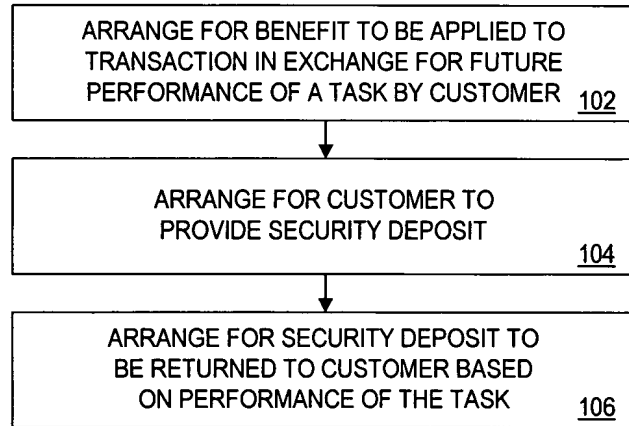 ARRANGE FOR BENEFIT TO BE APPLIED TO
TRANSACTION IN EXCHANGE FOR FUTURE
PERFORMANCE OF A TASK BY CUSTOMER
102
ARRANGE FOR CUSTOMER TO
PROVIDE SECURITY DEPOSIT
104
ARRANGE FOR SECURITY DEPOSIT TO
BE RETURNED TO CUSTOMER BASED
ON PERFORMANCE OF THE TASK
106